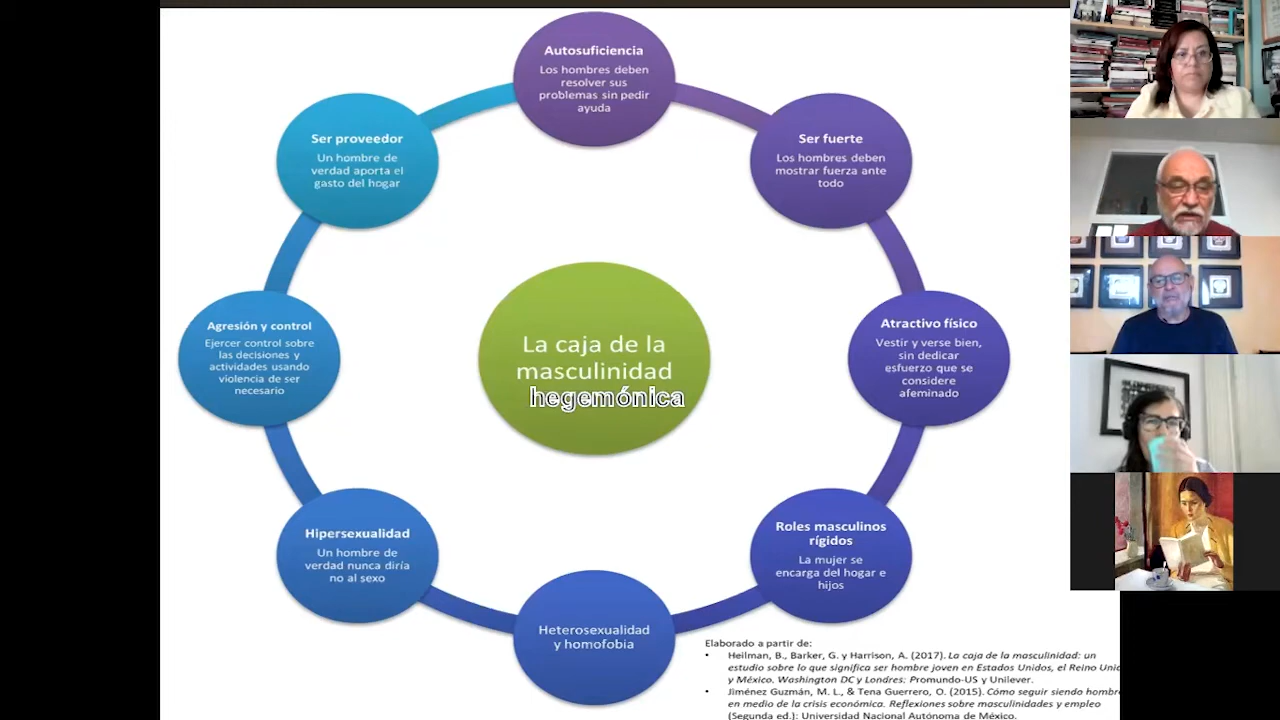 Autosuficiencia
Los hombres deben
resolver sus
problemas sin pedir
ayuda
Ser fuerte
Los hombres deben
mostrar fuerza ante
todo
Atractivo físico
Vestir y verse bien,
sin dedicar
esfuerzo que se
considere
afeminado
Roles masculinos
rígidos
La mujer se
encarga del hogar e
hijos
Heterosexualidad
y homofobia
Hipersexualidad
Un hombre de
verdad nunca diría
no al sexo
Agresión y control
Ejercer control sobre
las decisiones y
actividades usando
violencia de ser
necesario
Ser proveedor
Un hombre de
verdad aporta el
gasto del hogar
La caja de la
masculinidad
hegemónica
Elaborado a partir de:
• Heilman, B., Barker, G. y Harrison, A. (2017). La caja de la masculinidad: un
estudio sobre lo que significa ser hombre joven en Estados Unidos, el Reino
y México. Washington DC y Londres: Promundo-US y Unilever.
• Jiménez Guzmán, M. L., & Tena Guerrero, O. (2015). Cómo seguir siendo
en medio de la crisis económica. Reflexiones sobre masculinidades y empleo
(Segunda ed.): Universidad Nacional Autónoma de México.